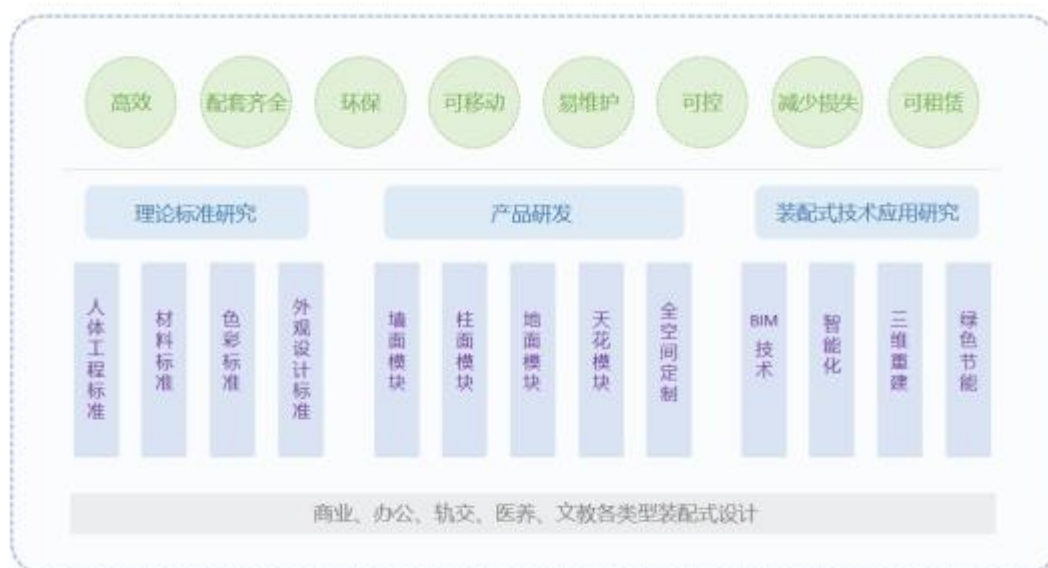 高效
配套齐全
环保
可移动
易维护
可控
减少损失
可租赁
理论标准研究
产品研发
装配式技术应用研究
人体工程标准
材料标准
色彩标准
外观设计标准
墙面模块
柱面模块
地面模块
天花模块
全空间定制
BIM技术
智能化
三维重建
绿色节能
商业、办公、轨交、医养、文教各类型装配式设计